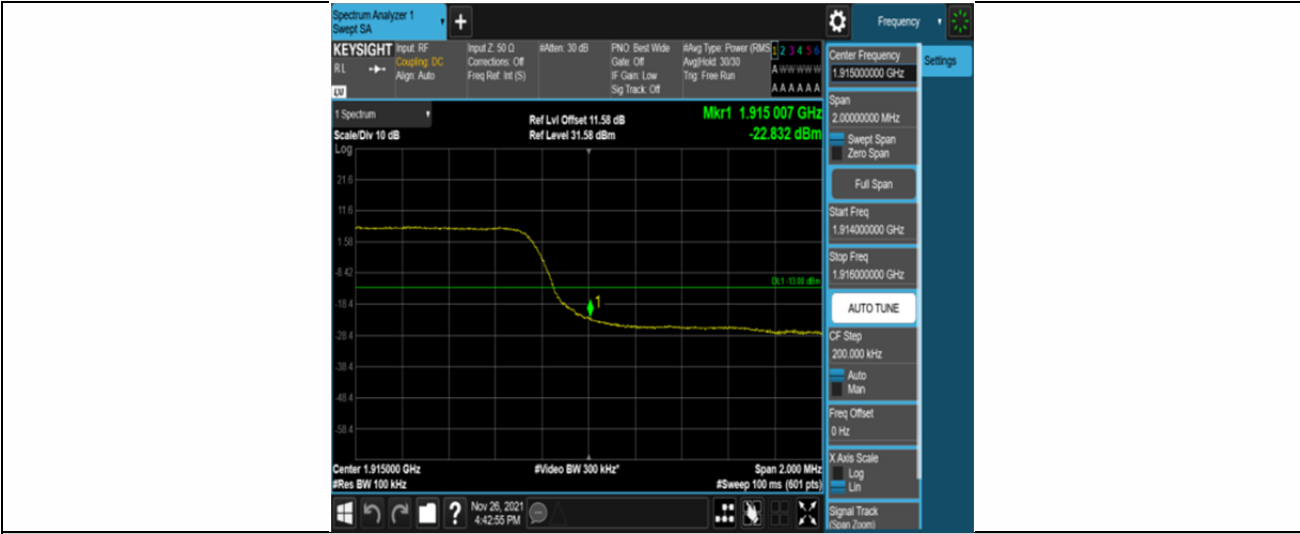 Spectrum Analyzer 1
Swept SA
+
Frequency
KEYSIGHT
RL
Input: RF
Coupling: DC
Align: Auto
Input Z: 50 Ω
Corrections: Off
Freq Ref: Int (S)
#Atten: 30 dB
PNO: Best Wide
Gate: Off
IF Gain: Low
Sig Track: Off
#Avg Type: Power (RMS
Avg|Hold: 30/30
Trig: Free Run
1 2 3 4 5 6
A W W W W W
A A A A A A
1 Spectrum
Scale/Div 10 dB
Log
Ref Lvl Offset 11.58 dB
Ref Level 31.58 dBm
Mkr1 1.915 007 GHz
-22.832 dBm
21.6
11.6
1.58
-8.42
-18.4
-28.4
-38.4
-48.4
-58.4
DL1 -13.00 dBm
1
Center 1.915000 GHz
#Res BW 100 kHz
#Video BW 300 kHz*
Span 2.000 MHz
#Sweep 100 ms (601 pts)
Nov 26, 2021
4:42:55 PM
?
Center Frequency
1.915000000 GHz
Settings
Span
2.00000000 MHz
Swept Span
Zero Span
Full Span
Start Freq
1.914000000 GHz
Stop Freq
1.916000000 GHz
AUTO TUNE
CF Step
200.000 kHz
Auto
Man
Freq Offset
0 Hz
X Axis Scale
Log
Lin
Signal Track
(Span Zoom)